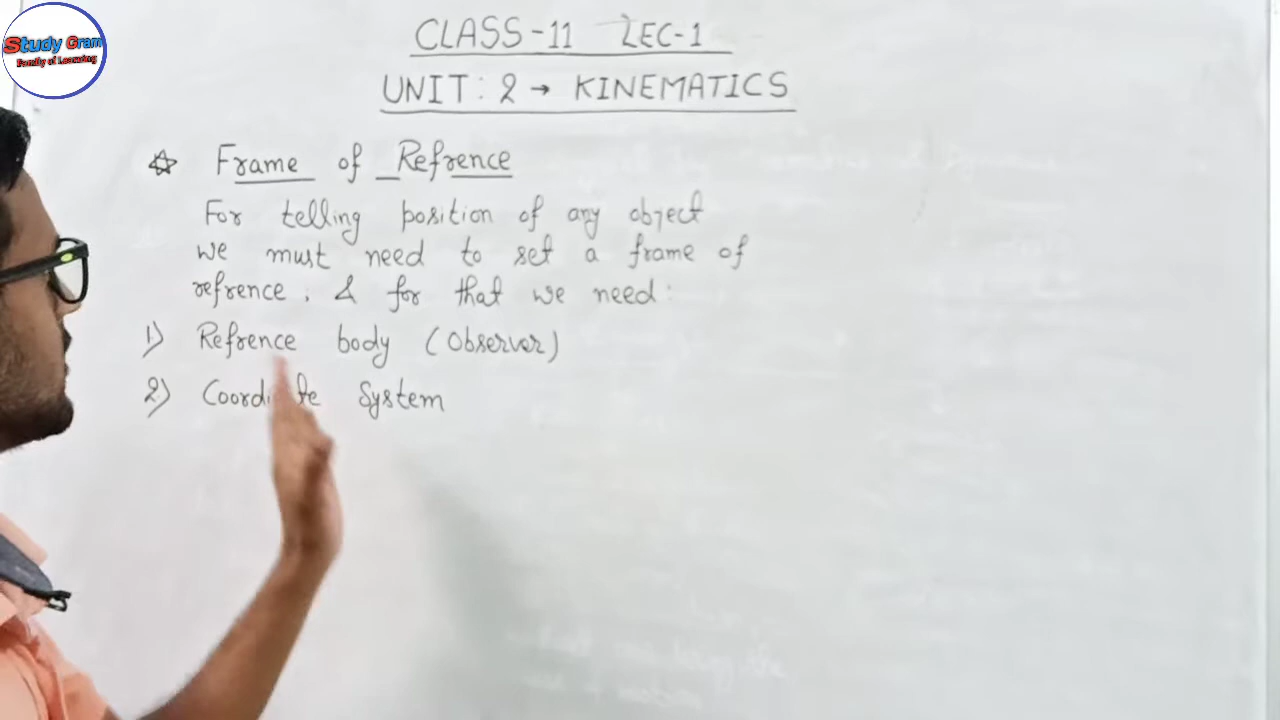 Study Gram
Family of Learning
CLASS-11 LEC-1
UNIT: 2 → KINEMATICS
☆ Frame of Refrence
For telling position of any object
we must need to set a frame of
refrence, & for that we need:
1) Refrence body (Observer)
2) Coordinate System